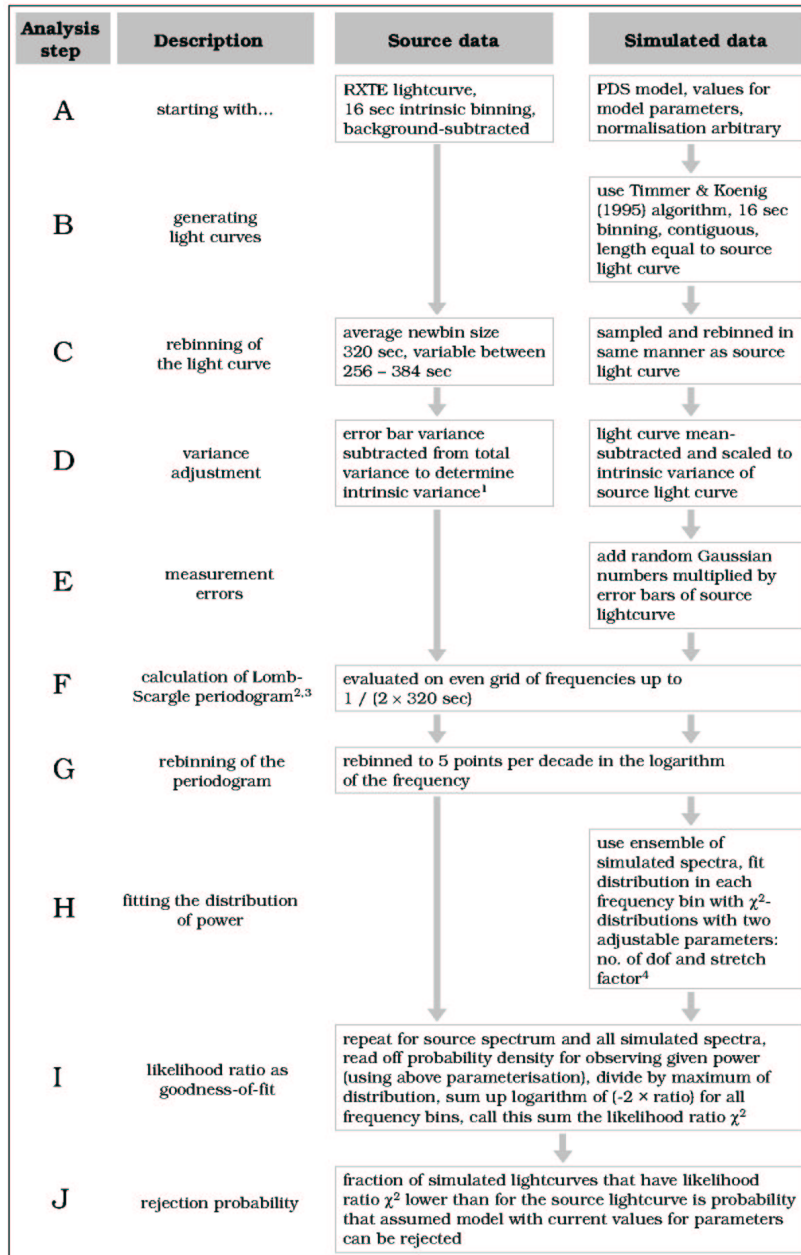 Analysis
step
Description
Source data
Simulated data
A
starting with...
RXTE lightcurve,
16 sec intrinsic binning,
background-subtracted
PDS model, values for
model parameters,
normalisation arbitrary
B
generating
light curves
use Timmer & Koenig
(1995) algorithm, 16 sec
binning, contiguous,
length equal to source
light curve
C
rebinning of
the light curve
average newbin size
320 sec, variable between
256 – 384 sec
sampled and rebinned in
same manner as source
light curve
D
variance
adjustment
error bar variance
subtracted from total
variance to determine
intrinsic variance¹
light curve mean-
subtracted and scaled to
intrinsic variance of
source light curve
E
measurement
errors
add random Gaussian
numbers multiplied by
error bars of source
lightcurve
F
calculation of Lomb-
Scargle periodogram²,³
evaluated on even grid of frequencies up to
1 / (2 × 320 sec)
G
rebinning of the
periodogram
rebinned to 5 points per decade in the logarithm
of the frequency
H
fitting the distribution
of power
use ensemble of
simulated spectra, fit
distribution in each
frequency bin with χ²-
distributions with two
adjustable parameters:
no. of dof and stretch
factor⁴
I
likelihood ratio as
goodness-of-fit
repeat for source spectrum and all simulated spectra,
read off probability density for observing given power
(using above parameterisation), divide by maximum of
distribution, sum up logarithm of (-2 × ratio) for all
frequency bins, call this sum the likelihood ratio χ²
J
rejection probability
fraction of simulated lightcurves that have likelihood
ratio χ² lower than for the source lightcurve is probability
that assumed model with current values for parameters
can be rejected